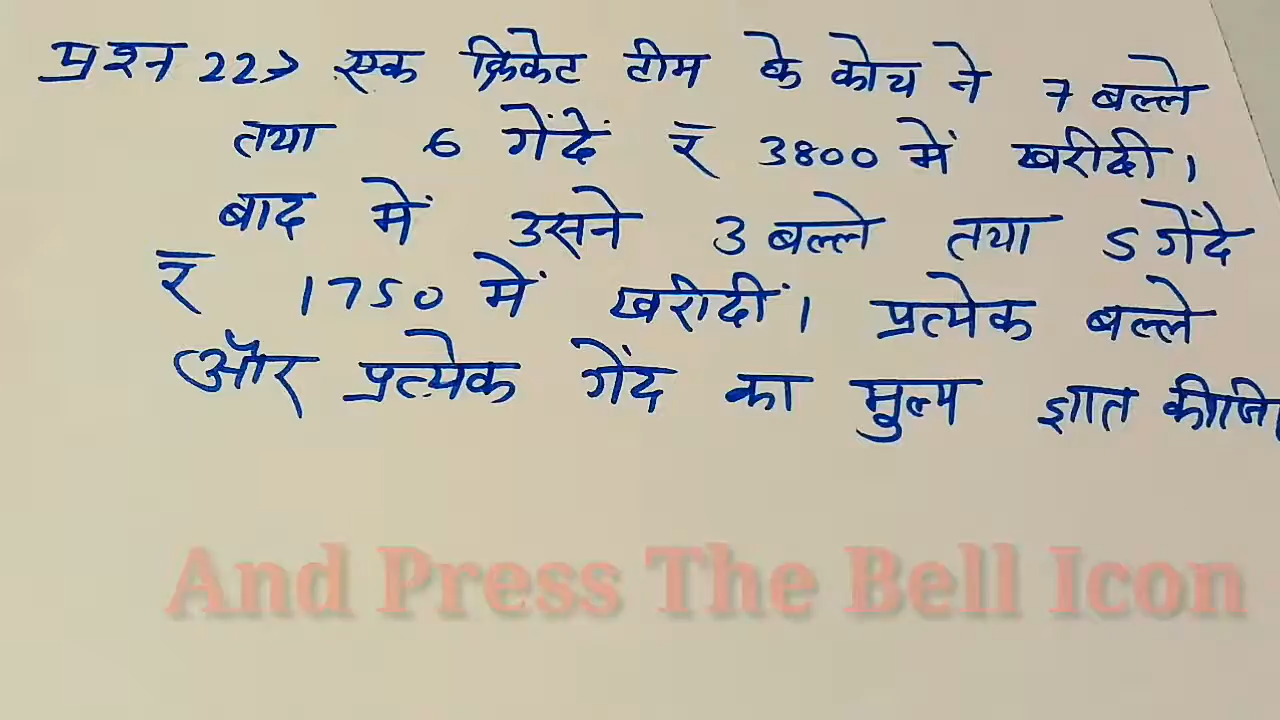 प्रश्न 22> एक क्रिकेट टीम के कोच ने 7 बल्ले
तथा 6 गेंदें ₹ 3800 में खरीदी।
बाद में उसने 3 बल्ले तथा 5 गेंदे
₹ 1750 में खरीदीं। प्रत्येक बल्ले
और प्रत्येक गेंद का मुल्य ज्ञात कीजि
And Press The Bell Icon